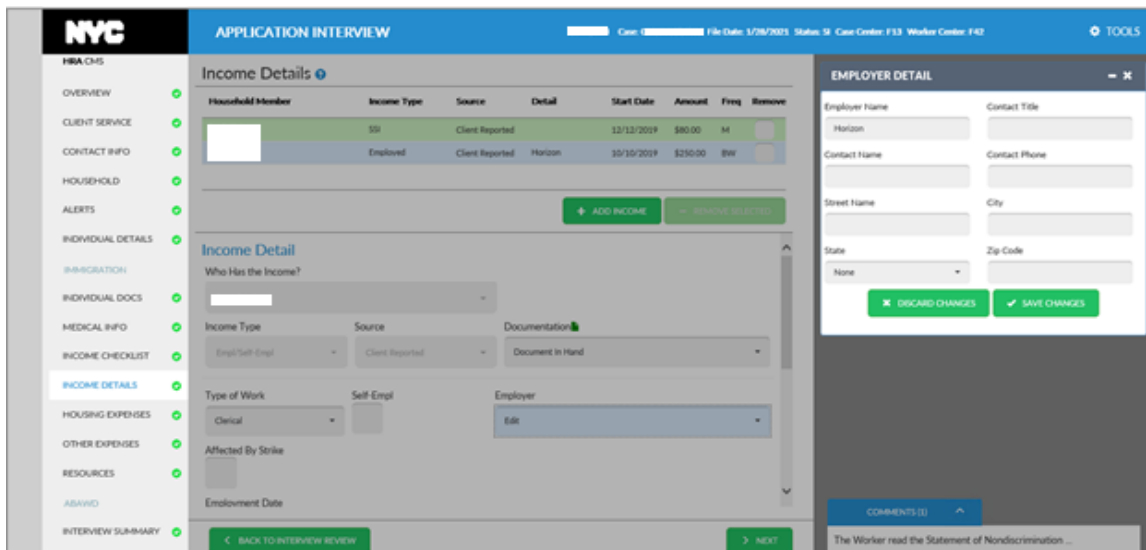 NYC
APPLICATION INTERVIEW
Case: File Date: 1/28/2021 Status: SI Case Center: F13 Worker Center: F42
TOOLS
HRA CMS
OVERVIEW
CLIENT SERVICE
CONTACT INFO
HOUSEHOLD
ALERTS
INDIVIDUAL DETAILS
IMMIGRATION
INDIVIDUAL DOCS
MEDICAL INFO
INCOME CHECKLIST
INCOME DETAILS
HOUSING EXPENSES
OTHER EXPENSES
RESOURCES
ABAWD
INTERVIEW SUMMARY
Income Details
Household Member Income Type Source Detail Start Date Amount Freq Remove
SSI Client Reported 12/12/2019 $80.00 M
Employed Client Reported Horizon 10/10/2019 $250.00 BW
+ ADD INCOME
− REMOVE SELECTED
Income Detail
Who Has the Income?
Income Type Source Documentation
Empl/Self-Empl Client Reported Document In Hand
Type of Work Self-Empl Employer
Clerical Edit
Affected By Strike
Employment Date
BACK TO INTERVIEW REVIEW
NEXT
EMPLOYER DETAIL
Employer Name Contact Title
Horizon
Contact Name Contact Phone
Street Name City
State Zip Code
None
DISCARD CHANGES SAVE CHANGES
COMMENTS (1)
The Worker read the Statement of Nondiscrimination ...